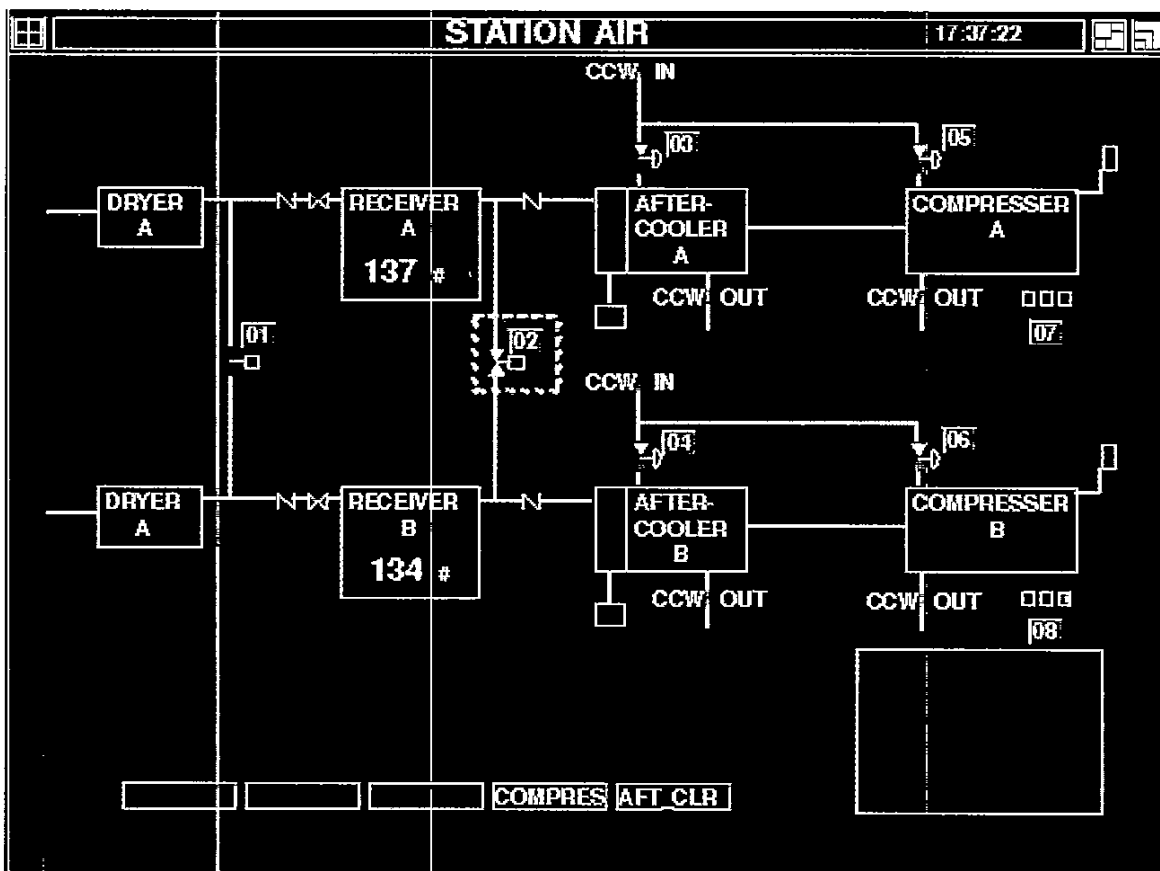 STATION AIR
17:37:22
CCW IN
03
05
DRYER
A
RECEIVER
A
137 #
AFTER-
COOLER
A
COMPRESSER
A
CCW OUT
CCW OUT
07
01
02
CCW IN
04
06
DRYER
A
RECEIVER
B
134 #
AFTER-
COOLER
B
COMPRESSER
B
CCW OUT
CCW OUT
08
COMPRES
AFT_CLR